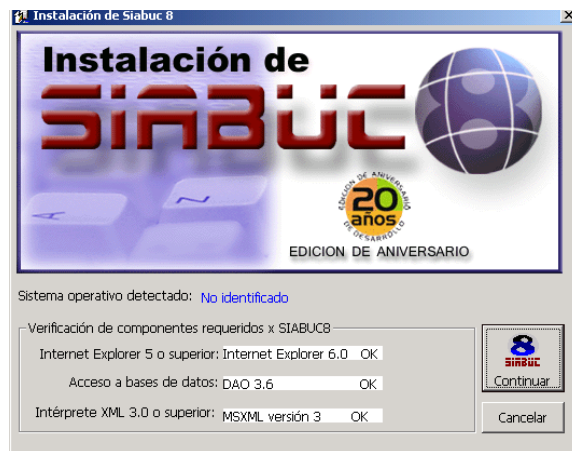 Instalación de Siabuc 8
Instalación de
SIABUC 8
EDICION DE ANIVERSARIO
20
años
DE DESARROLLO
EDICION DE ANIVERSARIO
Sistema operativo detectado: No identificado
Verificación de componentes requeridos x SIABUC8
Internet Explorer 5 o superior: Internet Explorer 6.0 OK
Acceso a bases de datos: DAO 3.6 OK
Intérprete XML 3.0 o superior: MSXML versión 3 OK
8
SIABUC
Continuar
Cancelar